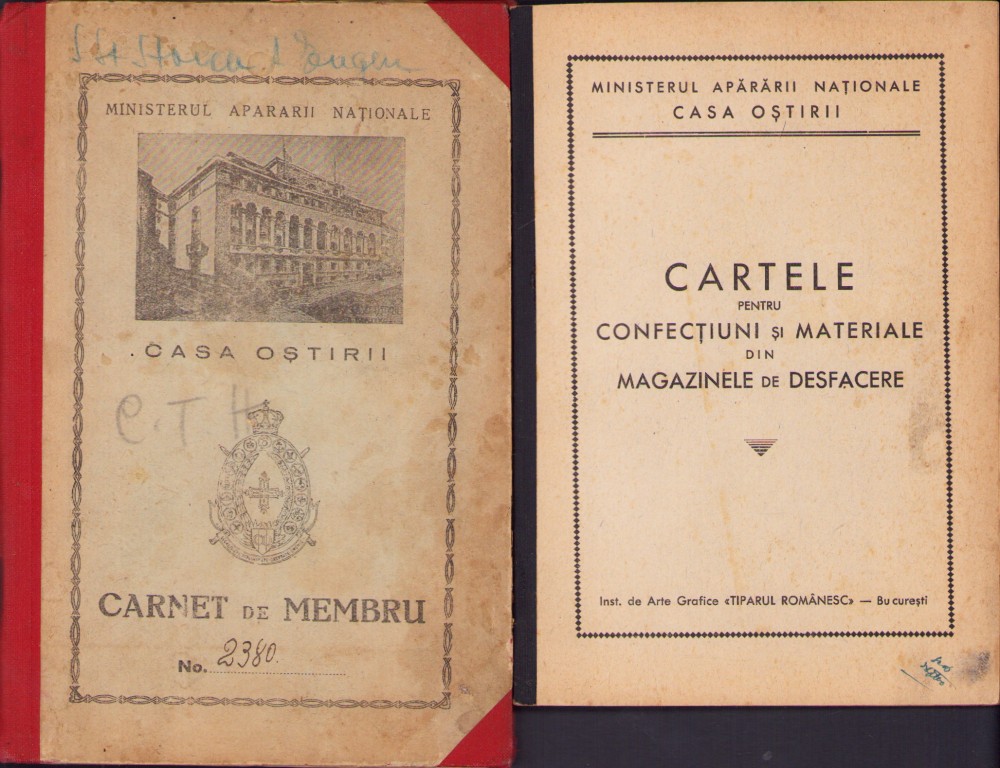 MINISTERUL APARARII NAȚIONALE
CASA OȘTIRII
C.T.H
CARNET DE MEMBRU
No. 2380.
MINISTERUL APĂRĂRII NAȚIONALE
CASA OȘTIRII
CARTELE
PENTRU
CONFECȚIUNI ȘI MATERIALE
DIN
MAGAZINELE DE DESFACERE
Inst. de Arte Grafice «TIPARUL ROMÂNESC» — București